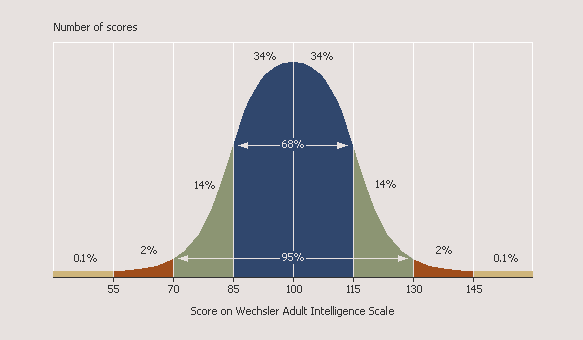 Number of scores
34% 34%
68%
14% 14%
2% 2%
0.1% 95% 0.1%
55 70 85 100 115 130 145
Score on Wechsler Adult Intelligence Scale